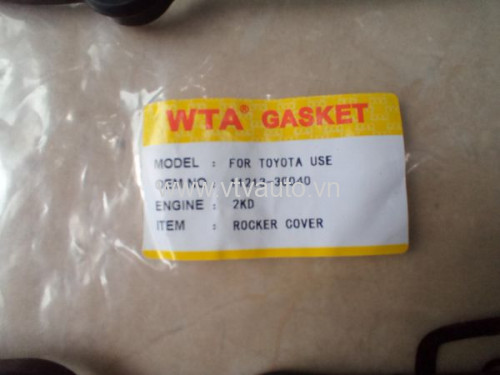 WTA® GASKET
MODEL : FOR TOYOTA USE
OEM NO : 11213-30040
www.vtvauto.vn
ENGINE : 2KD
ITEM : ROCKER COVER